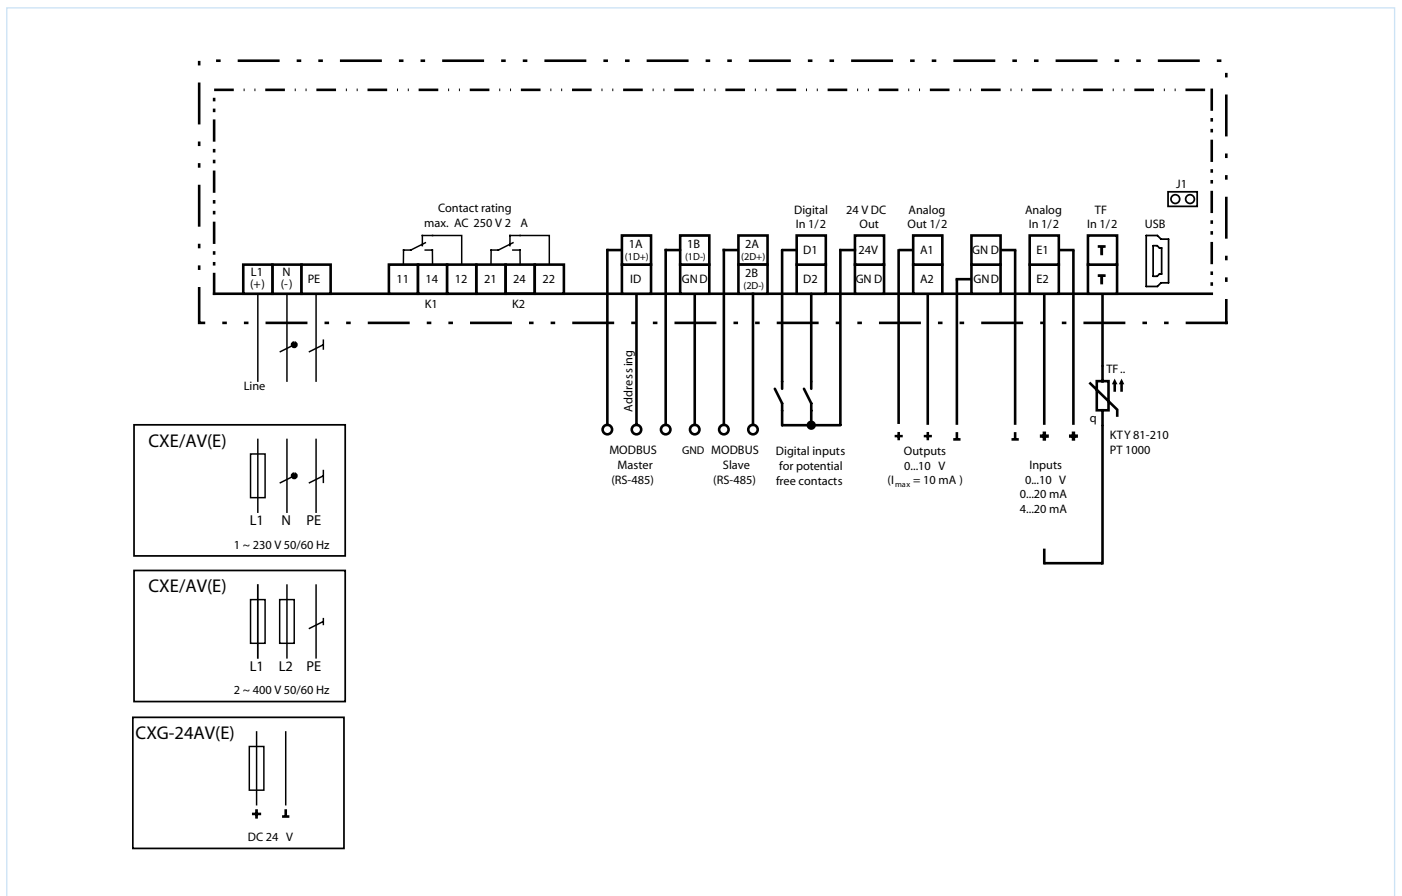 J1
Contact rating
max. AC 250 V 2 A
Digital
In 1/2
24 V DC
Out
Analog
Out 1/2
Analog
In 1/2
TF
In 1/2
USB
L1
(+)
N
(-)
PE
11
14
12
21
24
22
K1
K2
1A
(1D+)
ID
1B
(1D-)
GND
2A
(2D+)
2B
(2D-)
D1
D2
24V
GND
A1
A2
GND
GND
E1
E2
T
T
Line
Addressing
MODBUS
Master
(RS-485)
GND
MODBUS
Slave
(RS-485)
Digital inputs
for potential
free contacts
+
+
⊥
Outputs
0...10 V
(Imax = 10 mA )
⊥
+
+
Inputs
0...10 V
0...20 mA
4...20 mA
TF ..
q
KTY 81-210
PT 1000
CXE/AV(E)
L1
N
PE
1 ~ 230 V 50/60 Hz
CXE/AV(E)
L1
L2
PE
2 ~ 400 V 50/60 Hz
CXG-24AV(E)
+
⊥
DC 24 V